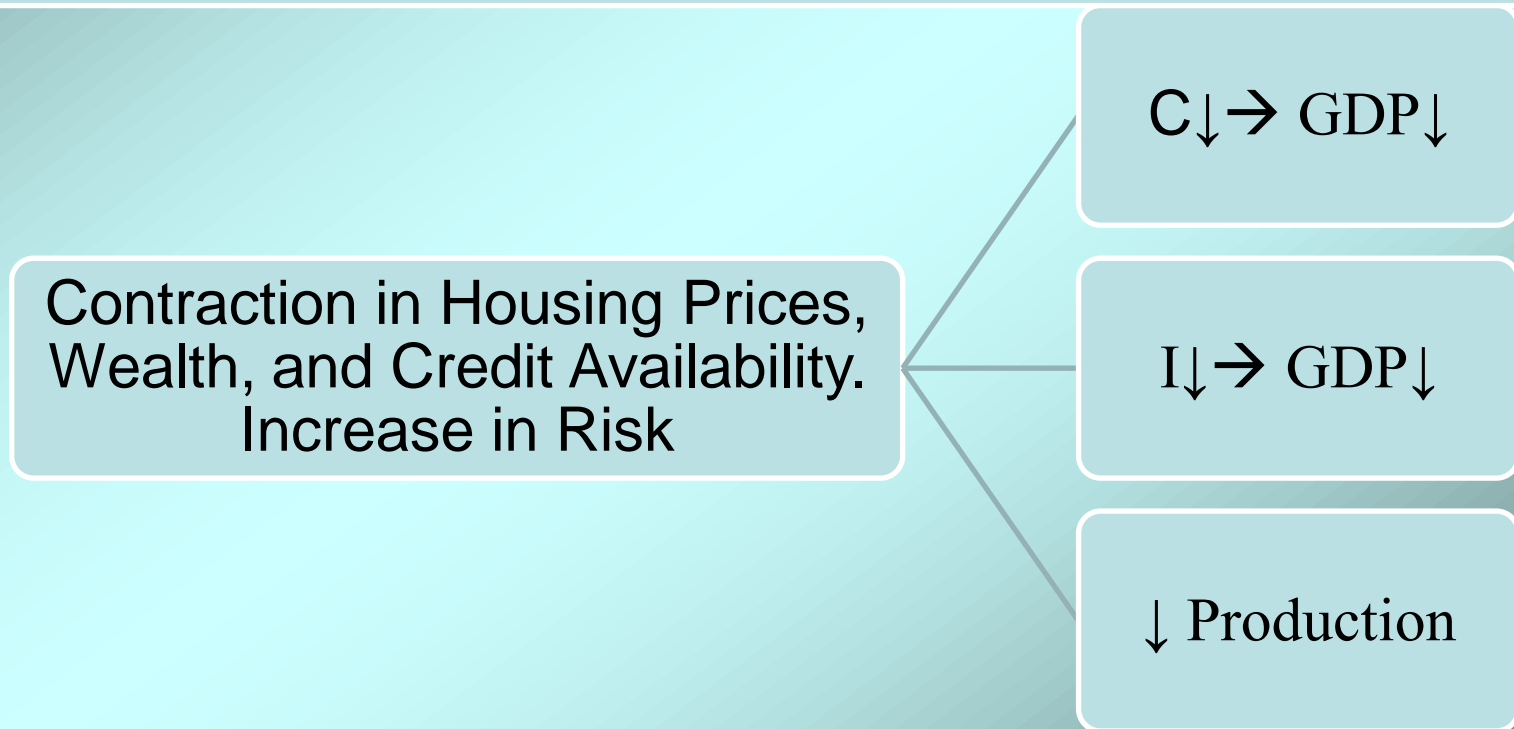 C↓→ GDP↓
Contraction in Housing Prices,
Wealth, and Credit Availability.
Increase in Risk
I↓→ GDP↓
↓ Production